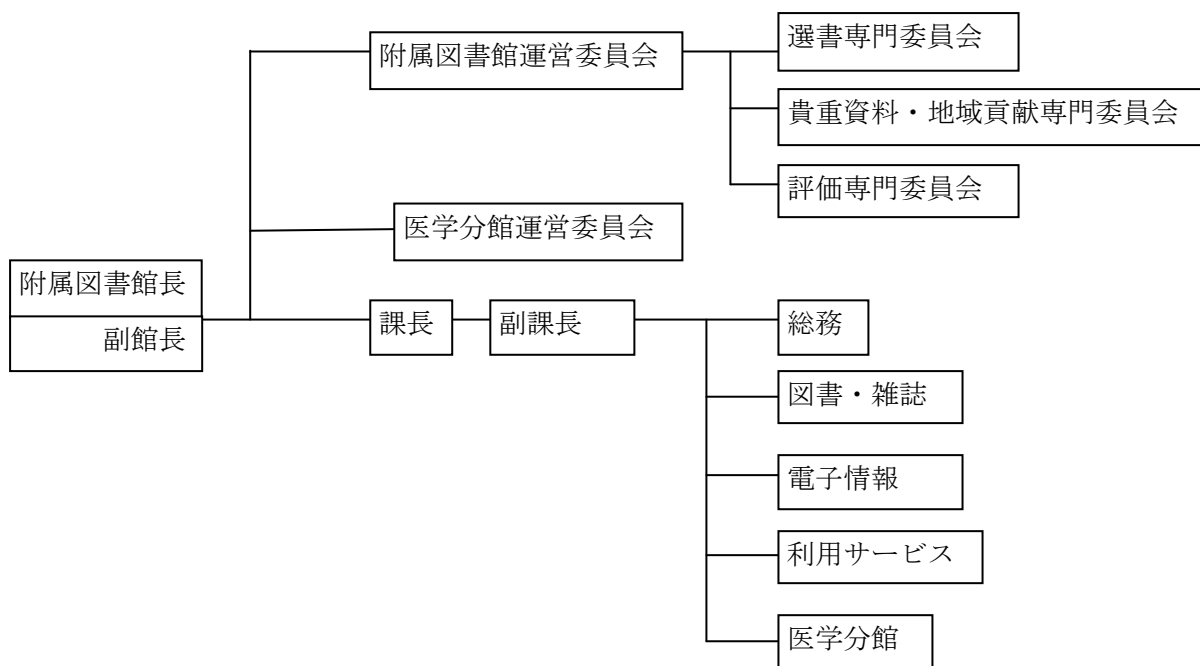 附属図書館運営委員会
選書専門委員会
貴重資料・地域貢献専門委員会
評価専門委員会
医学分館運営委員会
附属図書館長
副館長
課長
副課長
総務
図書・雑誌
電子情報
利用サービス
医学分館